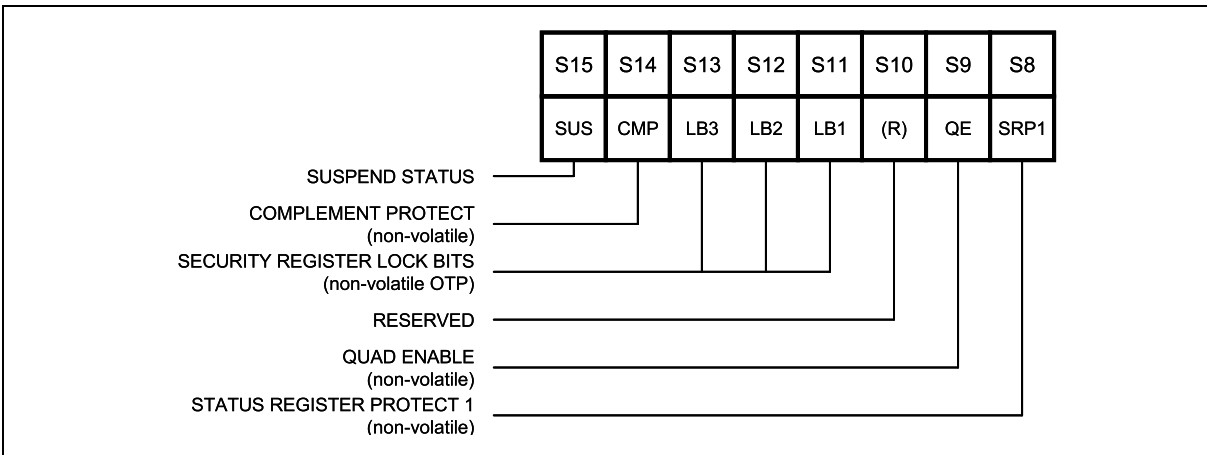 S15 S14 S13 S12 S11 S10 S9 S8
SUS CMP LB3 LB2 LB1 (R) QE SRP1
SUSPEND STATUS
COMPLEMENT PROTECT
(non-volatile)
SECURITY REGISTER LOCK BITS
(non-volatile OTP)
RESERVED
QUAD ENABLE
(non-volatile)
STATUS REGISTER PROTECT 1
(non-volatile)